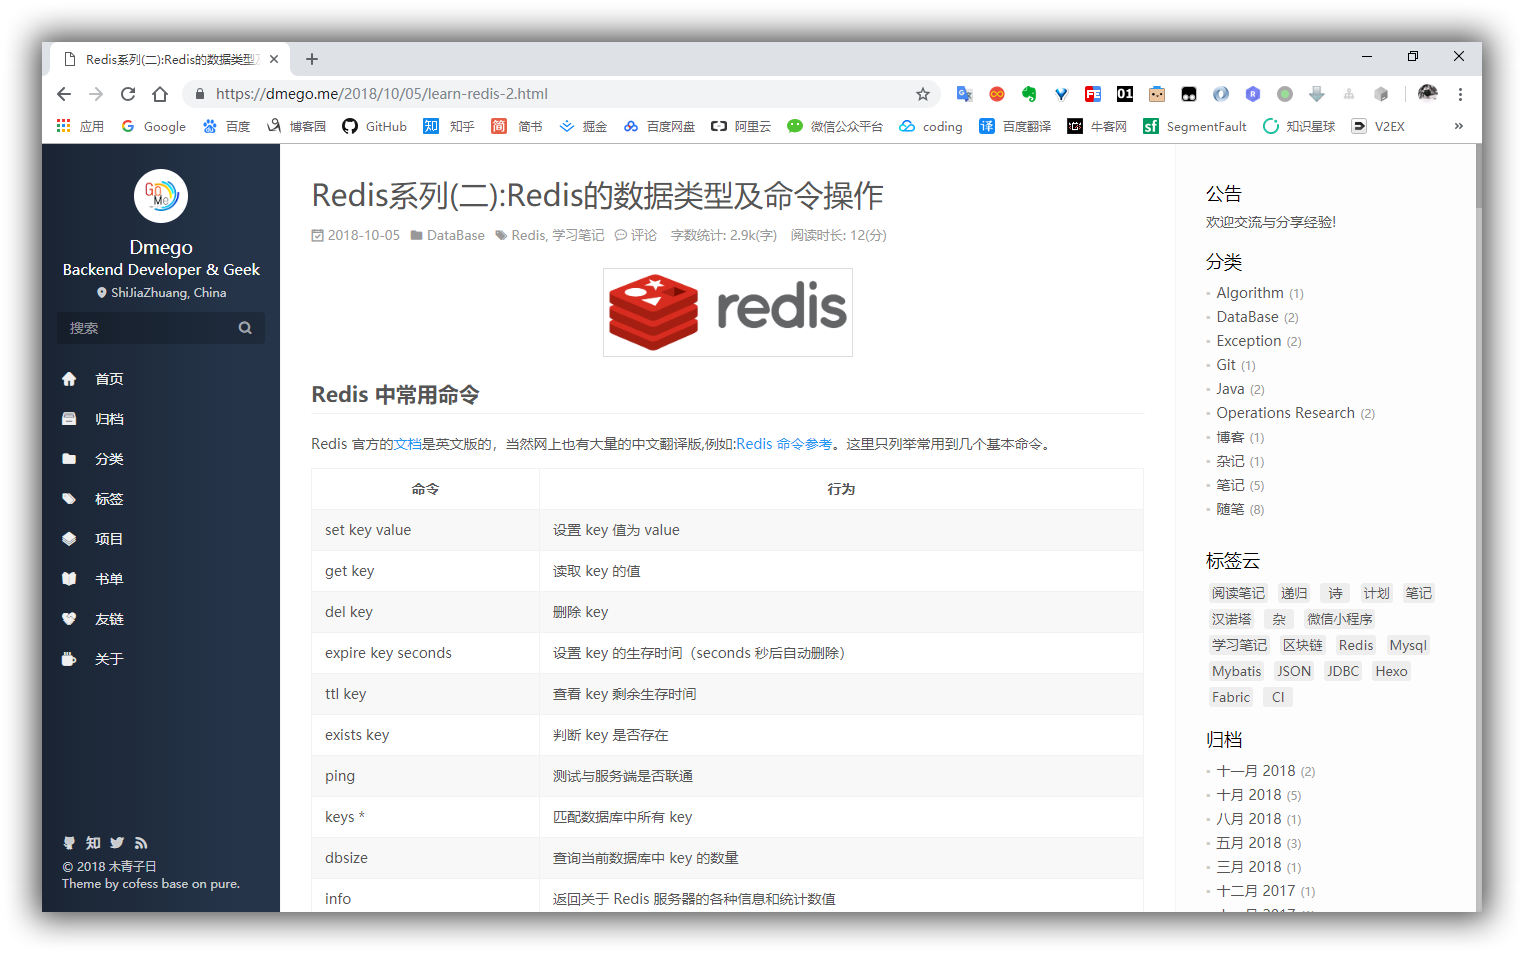 Redis系列(二):Redis的数据类型及
https://dmego.me/2018/10/05/learn-redis-2.html
应用 Google 百度 博客园 GitHub 知乎 简书 掘金 百度网盘 阿里云 微信公众平台 coding 百度翻译 牛客网 SegmentFault 知识星球 V2EX »
Dmego
Backend Developer & Geek
ShiJiaZhuang, China
搜索
首页
归档
分类
标签
项目
书单
友链
关于
知
© 2018 木青子日
Theme by cofess base on pure.
Redis系列(二):Redis的数据类型及命令操作
2018-10-05 DataBase Redis, 学习笔记 评论 字数统计: 2.9k(字) 阅读时长: 12(分)
redis
Redis 中常用命令
Redis 官方的文档是英文版的，当然网上也有大量的中文翻译版,例如:Redis 命令参考。这里只列举常用到几个基本命令。
命令 行为
set key value 设置 key 值为 value
get key 读取 key 的值
del key 删除 key
expire key seconds 设置 key 的生存时间（seconds 秒后自动删除）
ttl key 查看 key 剩余生存时间
exists key 判断 key 是否存在
ping 测试与服务端是否联通
keys * 匹配数据库中所有 key
dbsize 查询当前数据库中 key 的数量
info 返回关于 Redis 服务器的各种信息和统计数值
公告
欢迎交流与分享经验!
分类
Algorithm (1)
DataBase (2)
Exception (2)
Git (1)
Java (2)
Operations Research (2)
博客 (1)
杂记 (1)
笔记 (5)
随笔 (8)
标签云
阅读笔记 递归 诗 计划 笔记
汉诺塔 杂 微信小程序
学习笔记 区块链 Redis Mysql
Mybatis JSON JDBC Hexo
Fabric CI
归档
十一月 2018 (2)
十月 2018 (5)
八月 2018 (1)
五月 2018 (3)
三月 2018 (1)
十二月 2017 (1)